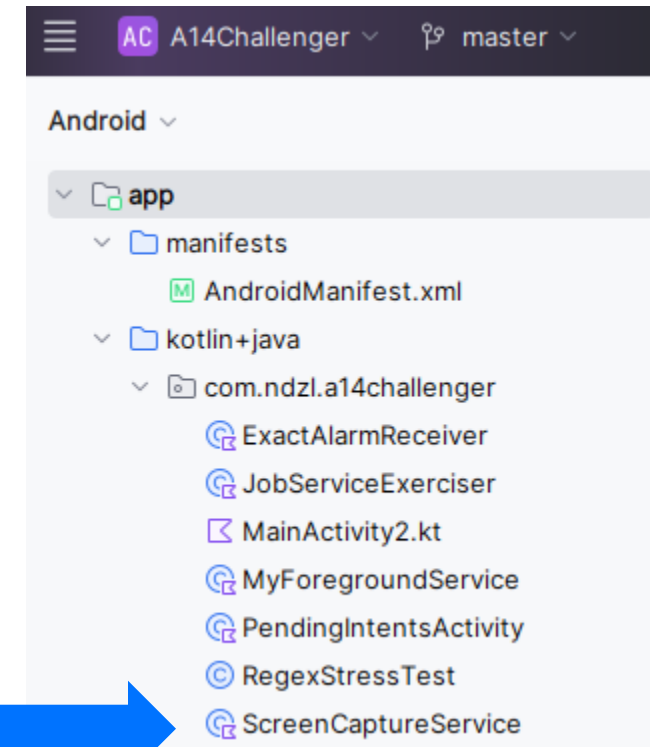 AC A14Challenger master
Android
app
manifests
M AndroidManifest.xml
kotlin+java
com.ndzl.a14challenger
ExactAlarmReceiver
JobServiceExerciser
MainActivity2.kt
MyForegroundService
PendingIntentsActivity
© RegexStressTest
ScreenCaptureService